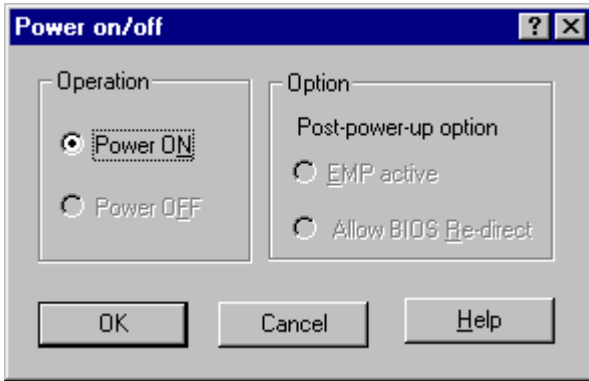 Power on/off
Operation
Power ON
Power OFF
Option
Post-power-up option
EMP active
Allow BIOS Re-direct
OK
Cancel
Help